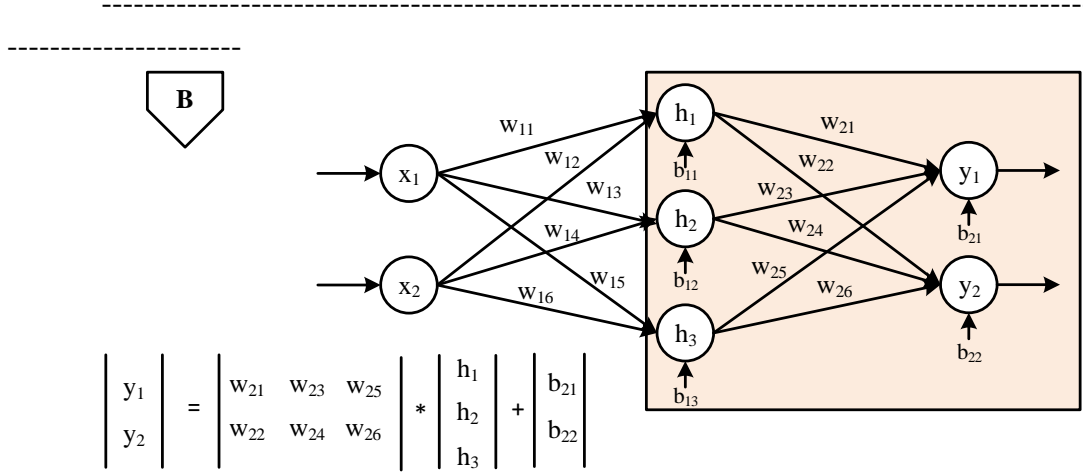 B
w₁₁
w₁₂
w₁₃
w₁₄
w₁₅
w₁₆
x₁
x₂
h₁
b₁₁
h₂
b₁₂
h₃
b₁₃
w₂₁
w₂₂
w₂₃
w₂₄
w₂₅
w₂₆
y₁
b₂₁
y₂
b₂₂
| y₁ | = | w₂₁ w₂₃ w₂₅ | * | h₁ | + | b₂₁ |
| y₂ | | w₂₂ w₂₄ w₂₆ | | h₂ | | b₂₂ |
| h₃ |